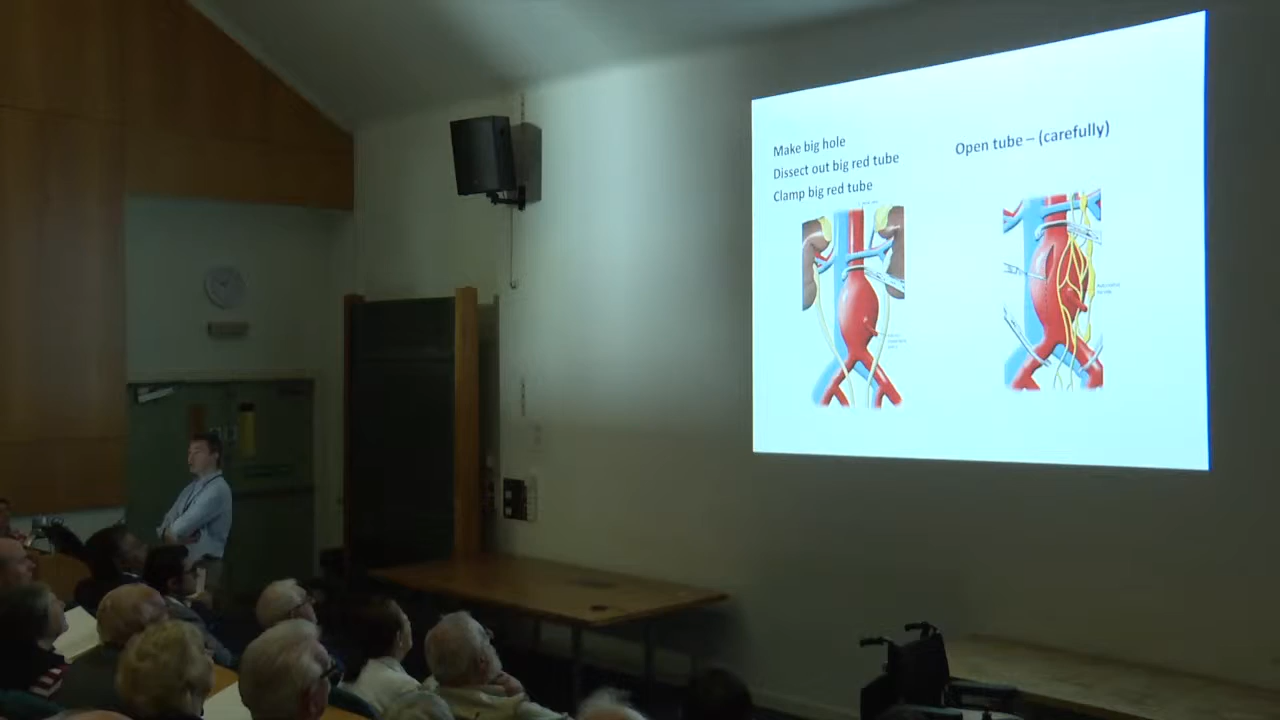 Make big hole
Dissect out big red tube
Clamp big red tube
Open tube – (carefully)